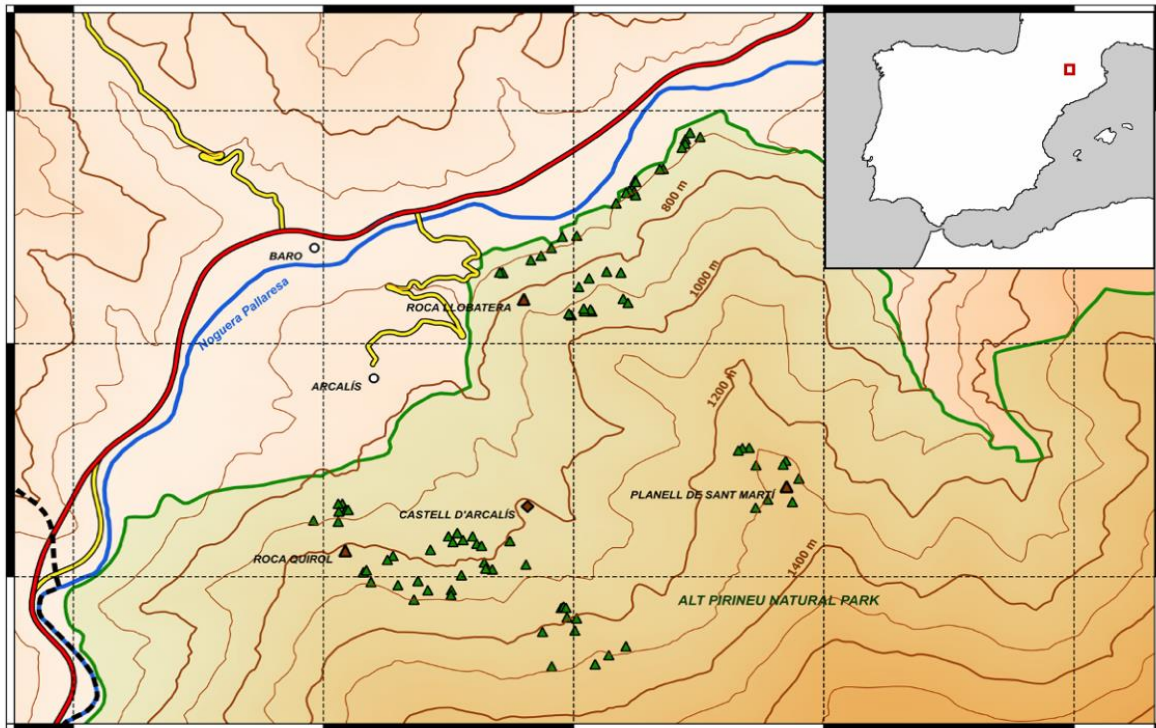 800 m
BARO
1000 m
Noguera Pallaresa
ROCA LLOBATERA
ARCALÍS
1200 m
PLANELL DE SANT MARTÍ
CASTELL D'ARCALÍS
ROCA QUIROL
1400 m
ALT PIRINEU NATURAL PARK